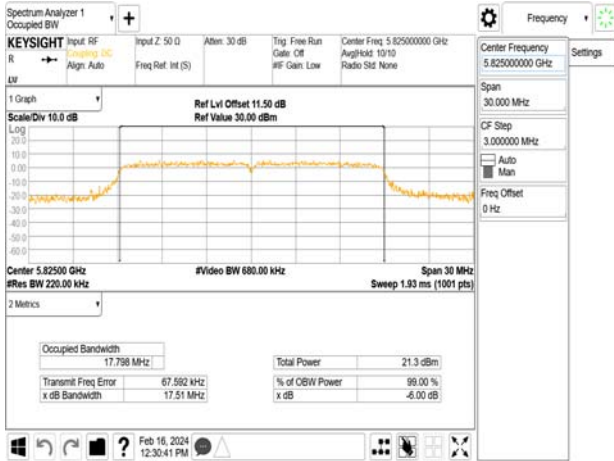 Spectrum Analyzer 1
Occupied BW
Frequency
KEYSIGHT
R
Input: RF
Coupling: DC
Align: Auto
Input Z: 50 Ω
Freq Ref: Int (S)
Atten: 30 dB
Trig: Free Run
Gate: Off
#IF Gain: Low
Center Freq: 5.825000000 GHz
Avg|Hold: 10/10
Radio Std: None
Center Frequency
5.825000000 GHz
Settings
Span
30.000 MHz
CF Step
3.000000 MHz
Auto
Man
Freq Offset
0 Hz
1 Graph
Scale/Div 10.0 dB
Ref Lvl Offset 11.50 dB
Ref Value 30.00 dBm
Log
20.0
10.0
0.00
-10.0
-20.0
-30.0
-40.0
-50.0
-60.0
Center 5.82500 GHz
#Video BW 680.00 kHz
Span 30 MHz
#Res BW 220.00 kHz
Sweep 1.93 ms (1001 pts)
2 Metrics
Occupied Bandwidth
17.798 MHz
Total Power 21.3 dBm
Transmit Freq Error 67.592 kHz
% of OBW Power 99.00 %
x dB Bandwidth 17.51 MHz
x dB -6.00 dB
?
Feb 16, 2024
12:30:41 PM